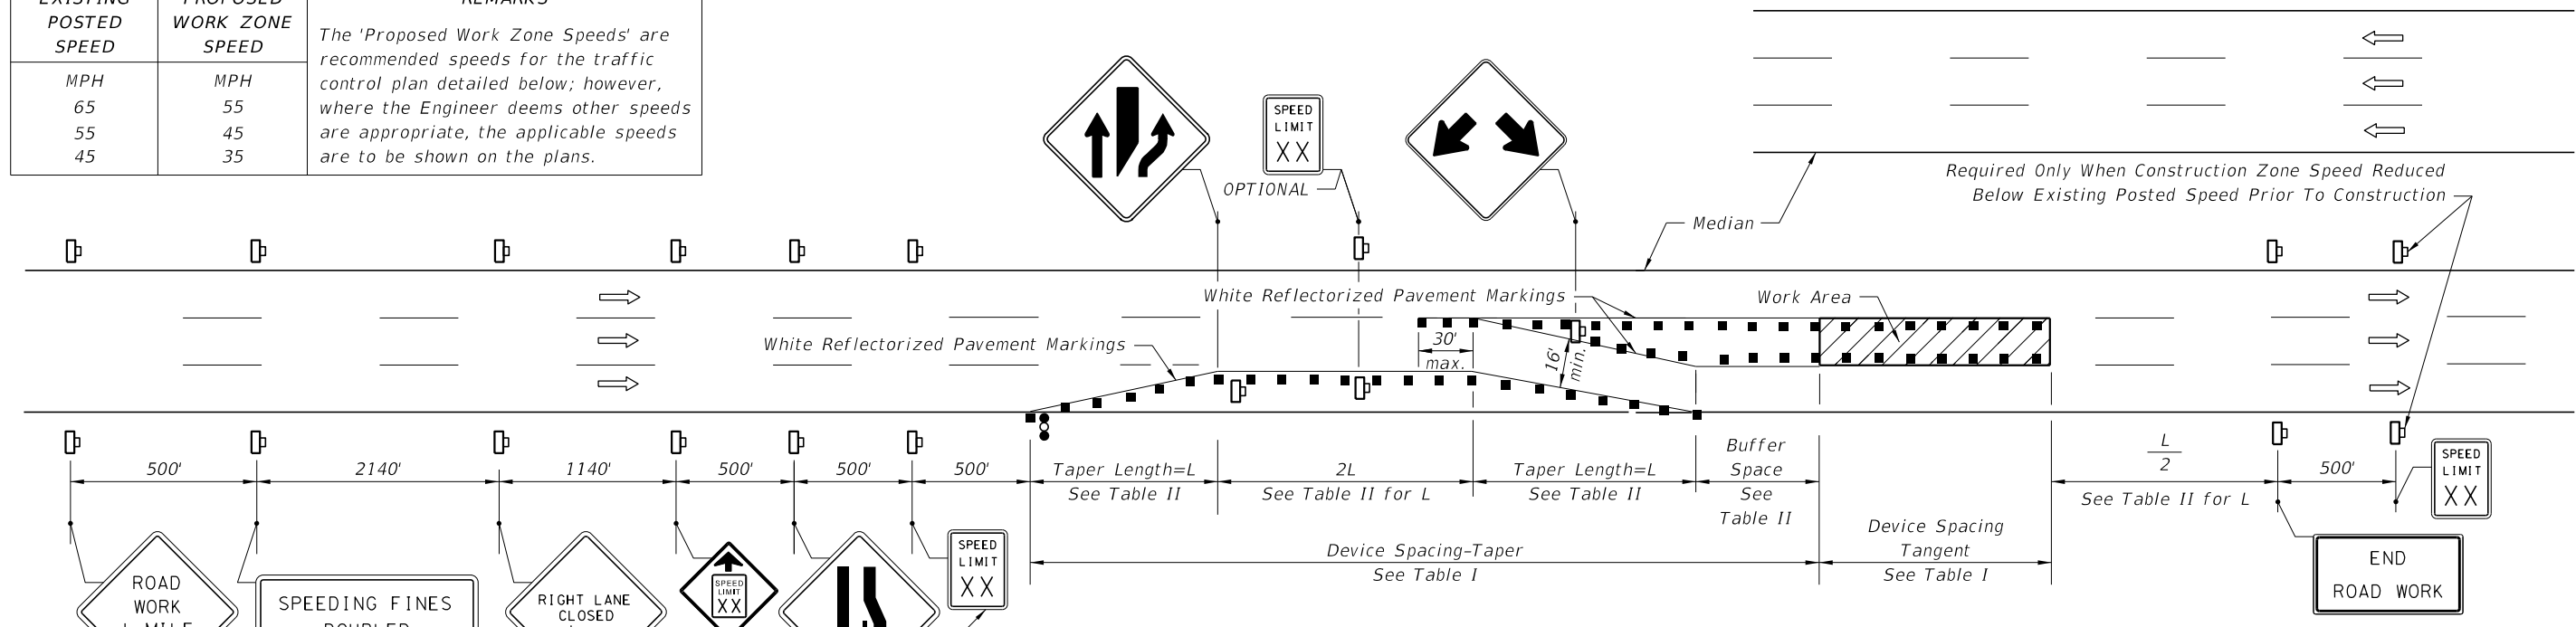 EXISTING
POSTED
SPEED
PROPOSED
WORK ZONE
SPEED
REMARKS
MPH
65
55
45
MPH
55
45
35
The 'Proposed Work Zone Speeds' are
recommended speeds for the traffic
control plan detailed below; however,
where the Engineer deems other speeds
are appropriate, the applicable speeds
are to be shown on the plans.
SPEED
LIMIT
XX
OPTIONAL
Required Only When Construction Zone Speed Reduced
Below Existing Posted Speed Prior To Construction
Median
White Reflectorized Pavement Markings
Work Area
White Reflectorized Pavement Markings
30'
max.
16'
min.
500'
2140'
1140'
500'
500'
500'
Taper Length=L
See Table II
2L
See Table II for L
Taper Length=L
See Table II
Buffer
Space
See
Table II
L
2
See Table II for L
500'
SPEED
LIMIT
XX
Device Spacing-Taper
See Table I
Device Spacing
Tangent
See Table I
ROAD
WORK
MILE
SPEEDING FINES
DOUBLED
RIGHT LANE
CLOSED
SPEED
LIMIT
XX
SPEED
LIMIT
XX
END
ROAD WORK